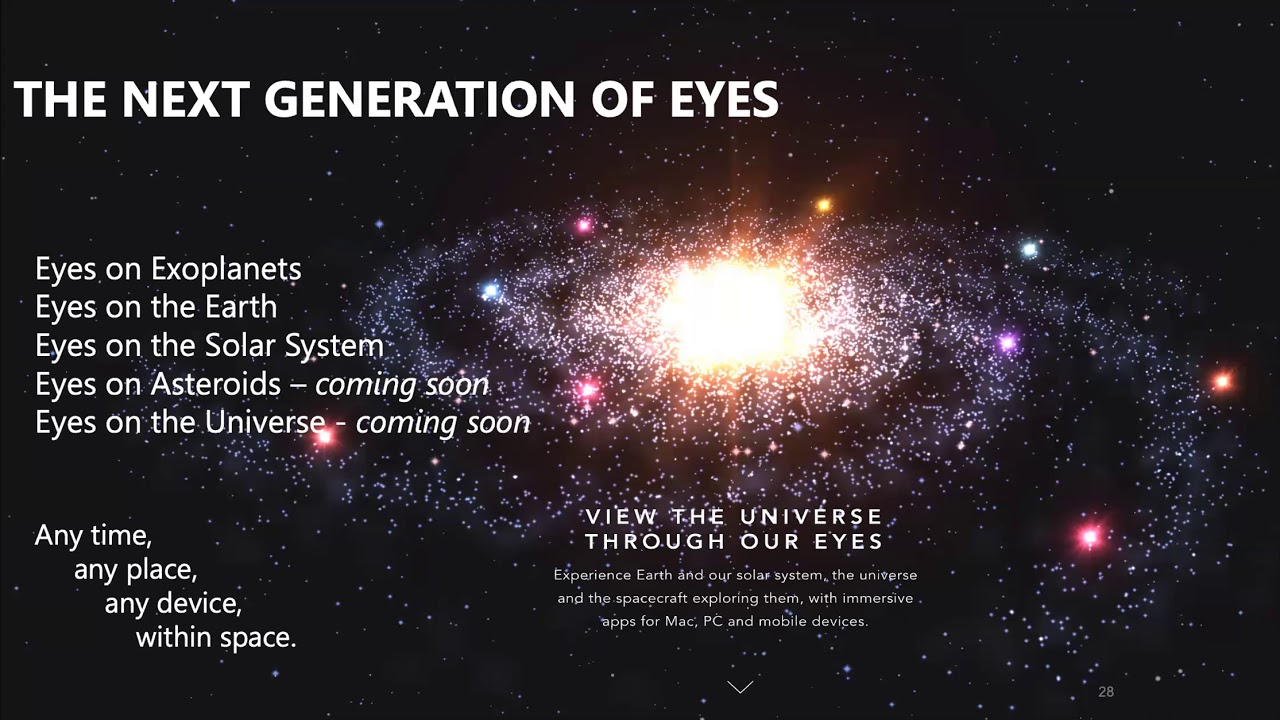 THE NEXT GENERATION OF EYES
Eyes on Exoplanets
Eyes on the Earth
Eyes on the Solar System
Eyes on Asteroids – coming soon
Eyes on the Universe - coming soon
Any time,
any place,
any device,
within space.
VIEW THE UNIVERSE
THROUGH OUR EYES
Experience Earth and our solar system, the universe
and the spacecraft exploring them, with immersive
apps for Mac, PC and mobile devices.
28